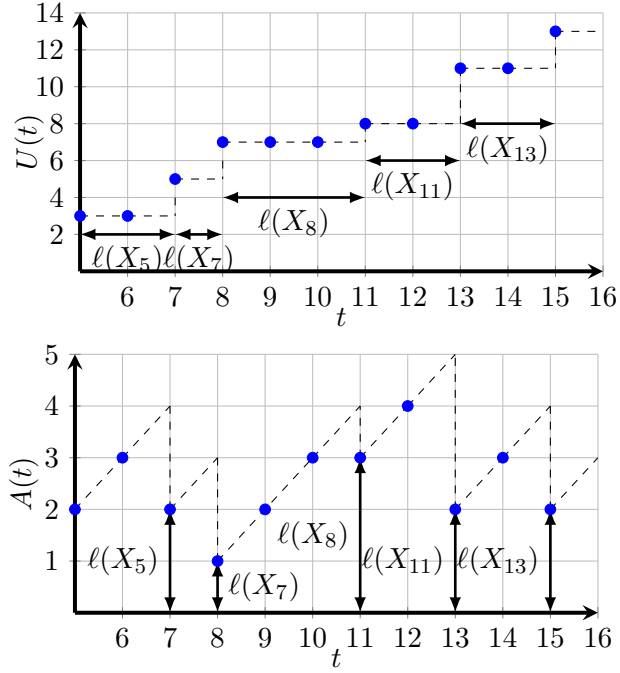 14
12
10
8
6
4
2
U(t)
ℓ(X₅)
ℓ(X₇)
ℓ(X₈)
ℓ(X₁₁)
ℓ(X₁₃)
6 7 8 9 10 11 12 13 14 15 16
t
5
4
3
2
1
A(t)
ℓ(X₅)
ℓ(X₇)
ℓ(X₈)
ℓ(X₁₁)
ℓ(X₁₃)
6 7 8 9 10 11 12 13 14 15 16
t